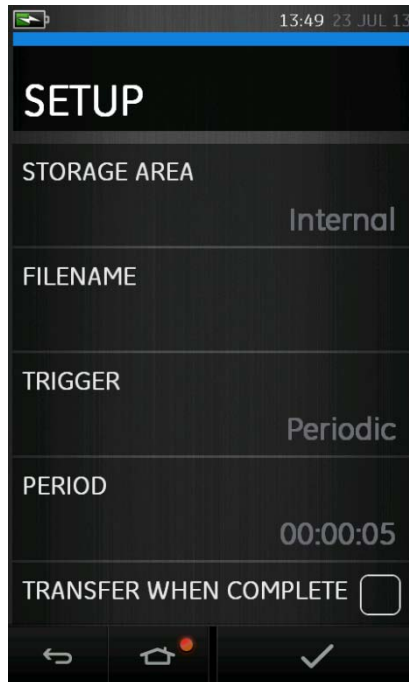 13:49 23 JUL 13
SETUP
STORAGE AREA
Internal
FILENAME
TRIGGER
Periodic
PERIOD
00:00:05
TRANSFER WHEN COMPLETE